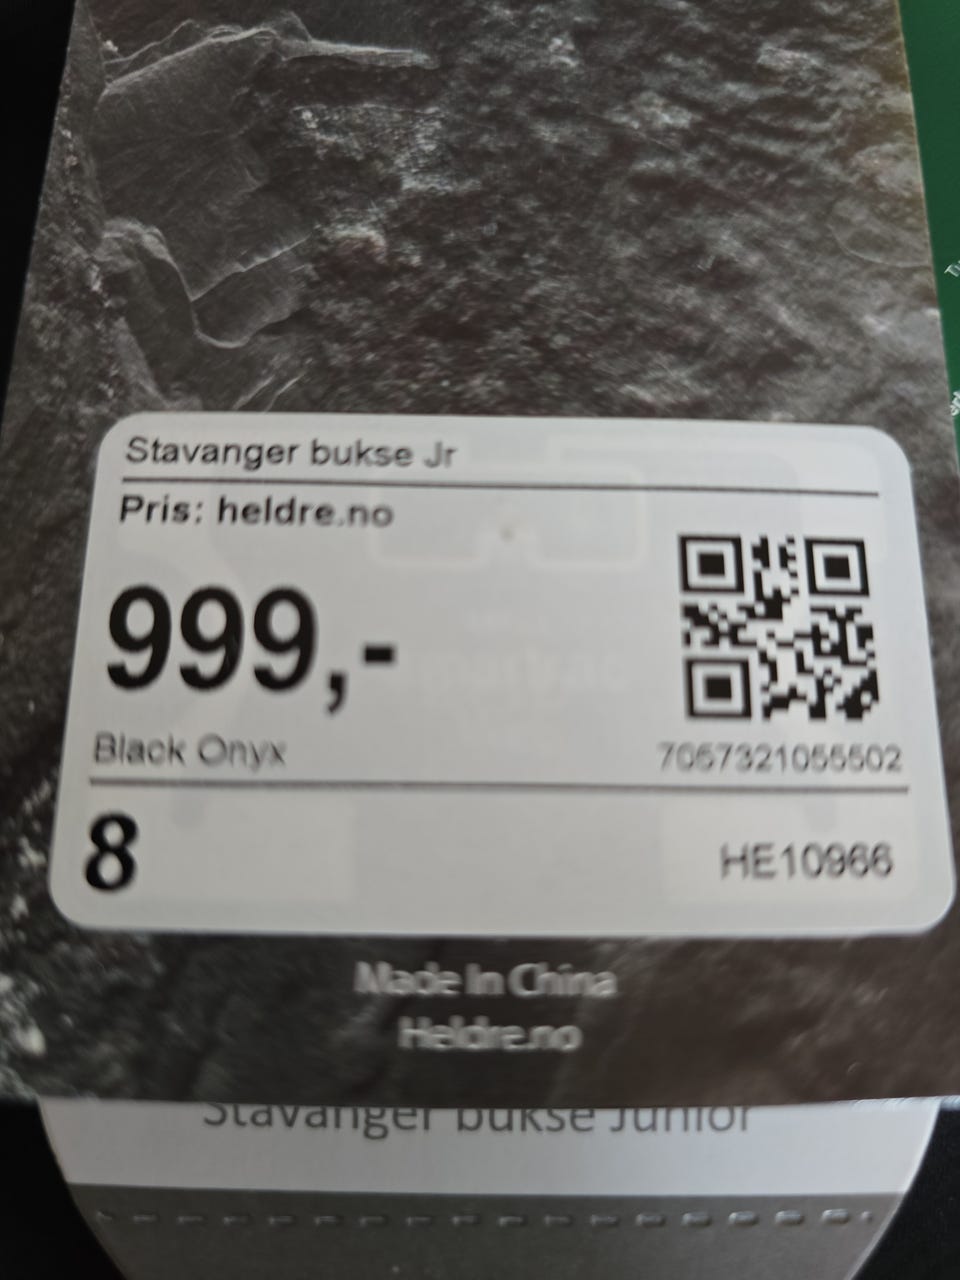 Stavanger bukse Jr
Pris: heldre.no
999,-
Black Onyx
7057321055502
8
HE10966
Made In China
Heldre.no
Stavanger bukse Junior